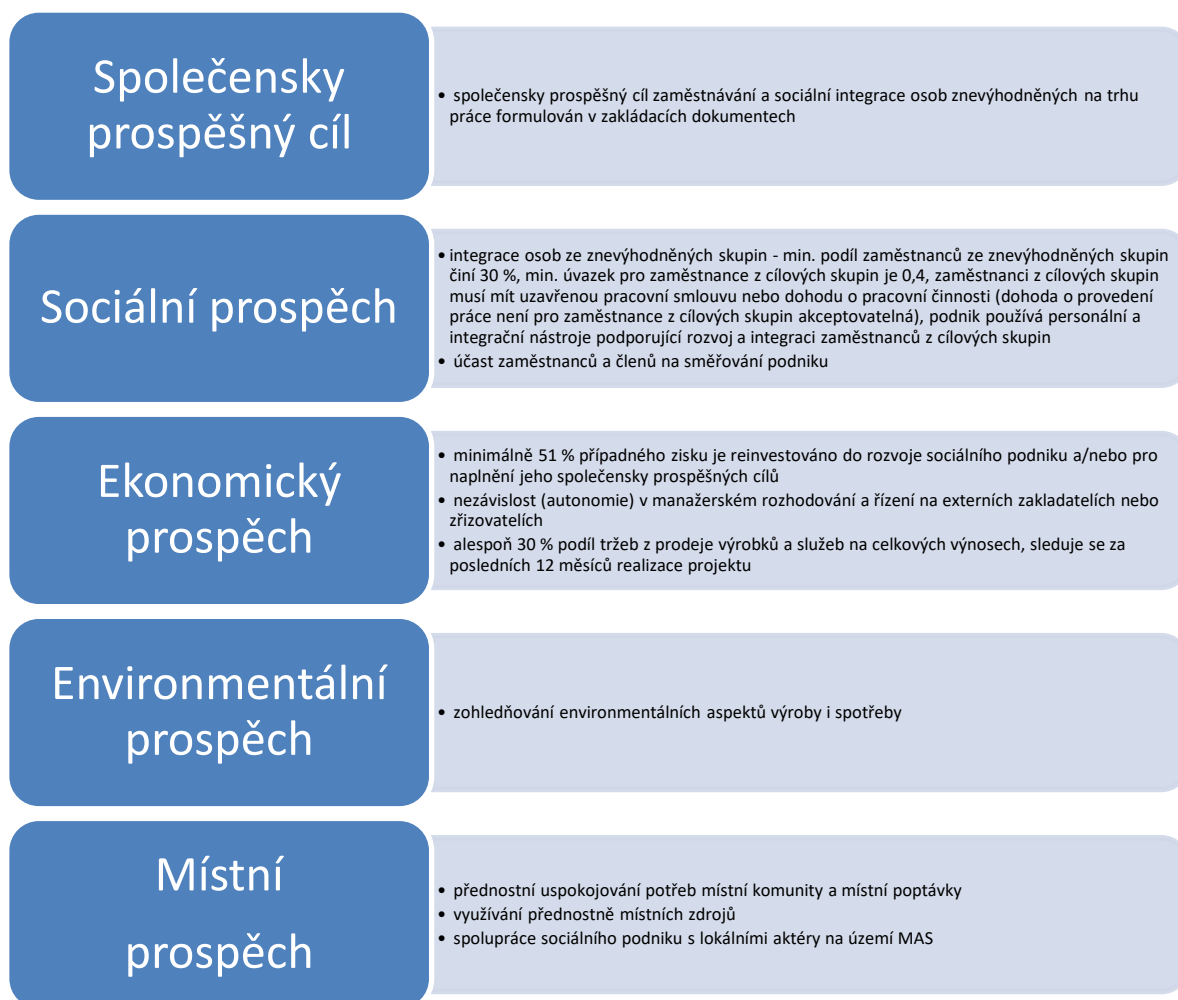 Společensky
prospěšný cíl
• společensky prospěšný cíl zaměstnávání a sociální integrace osob znevýhodněných na trhu
práce formulován v zakládacích dokumentech
Sociální prospěch
• integrace osob ze znevýhodněných skupin - min. podíl zaměstnanců ze znevýhodněných skupin
činí 30 %, min. úvazek pro zaměstnance z cílových skupin je 0,4, zaměstnanci z cílových skupin
musí mít uzavřenou pracovní smlouvu nebo dohodu o pracovní činnosti (dohoda o provedení
práce není pro zaměstnance z cílových skupin akceptovatelná), podnik používá personální a
integrační nástroje podporující rozvoj a integraci zaměstnanců z cílových skupin
• účast zaměstnanců a členů na směřování podniku
Ekonomický
prospěch
• minimálně 51 % případného zisku je reinvestováno do rozvoje sociálního podniku a/nebo pro
naplnění jeho společensky prospěšných cílů
• nezávislost (autonomie) v manažerském rozhodování a řízení na externích zakladatelích nebo
zřizovatelích
• alespoň 30 % podíl tržeb z prodeje výrobků a služeb na celkových výnosech, sleduje se za
posledních 12 měsíců realizace projektu
Environmentální
prospěch
• zohledňování environmentálních aspektů výroby i spotřeby
Místní
prospěch
• přednostní uspokojování potřeb místní komunity a místní poptávky
• využívání přednostně místních zdrojů
• spolupráce sociálního podniku s lokálními aktéry na území MAS